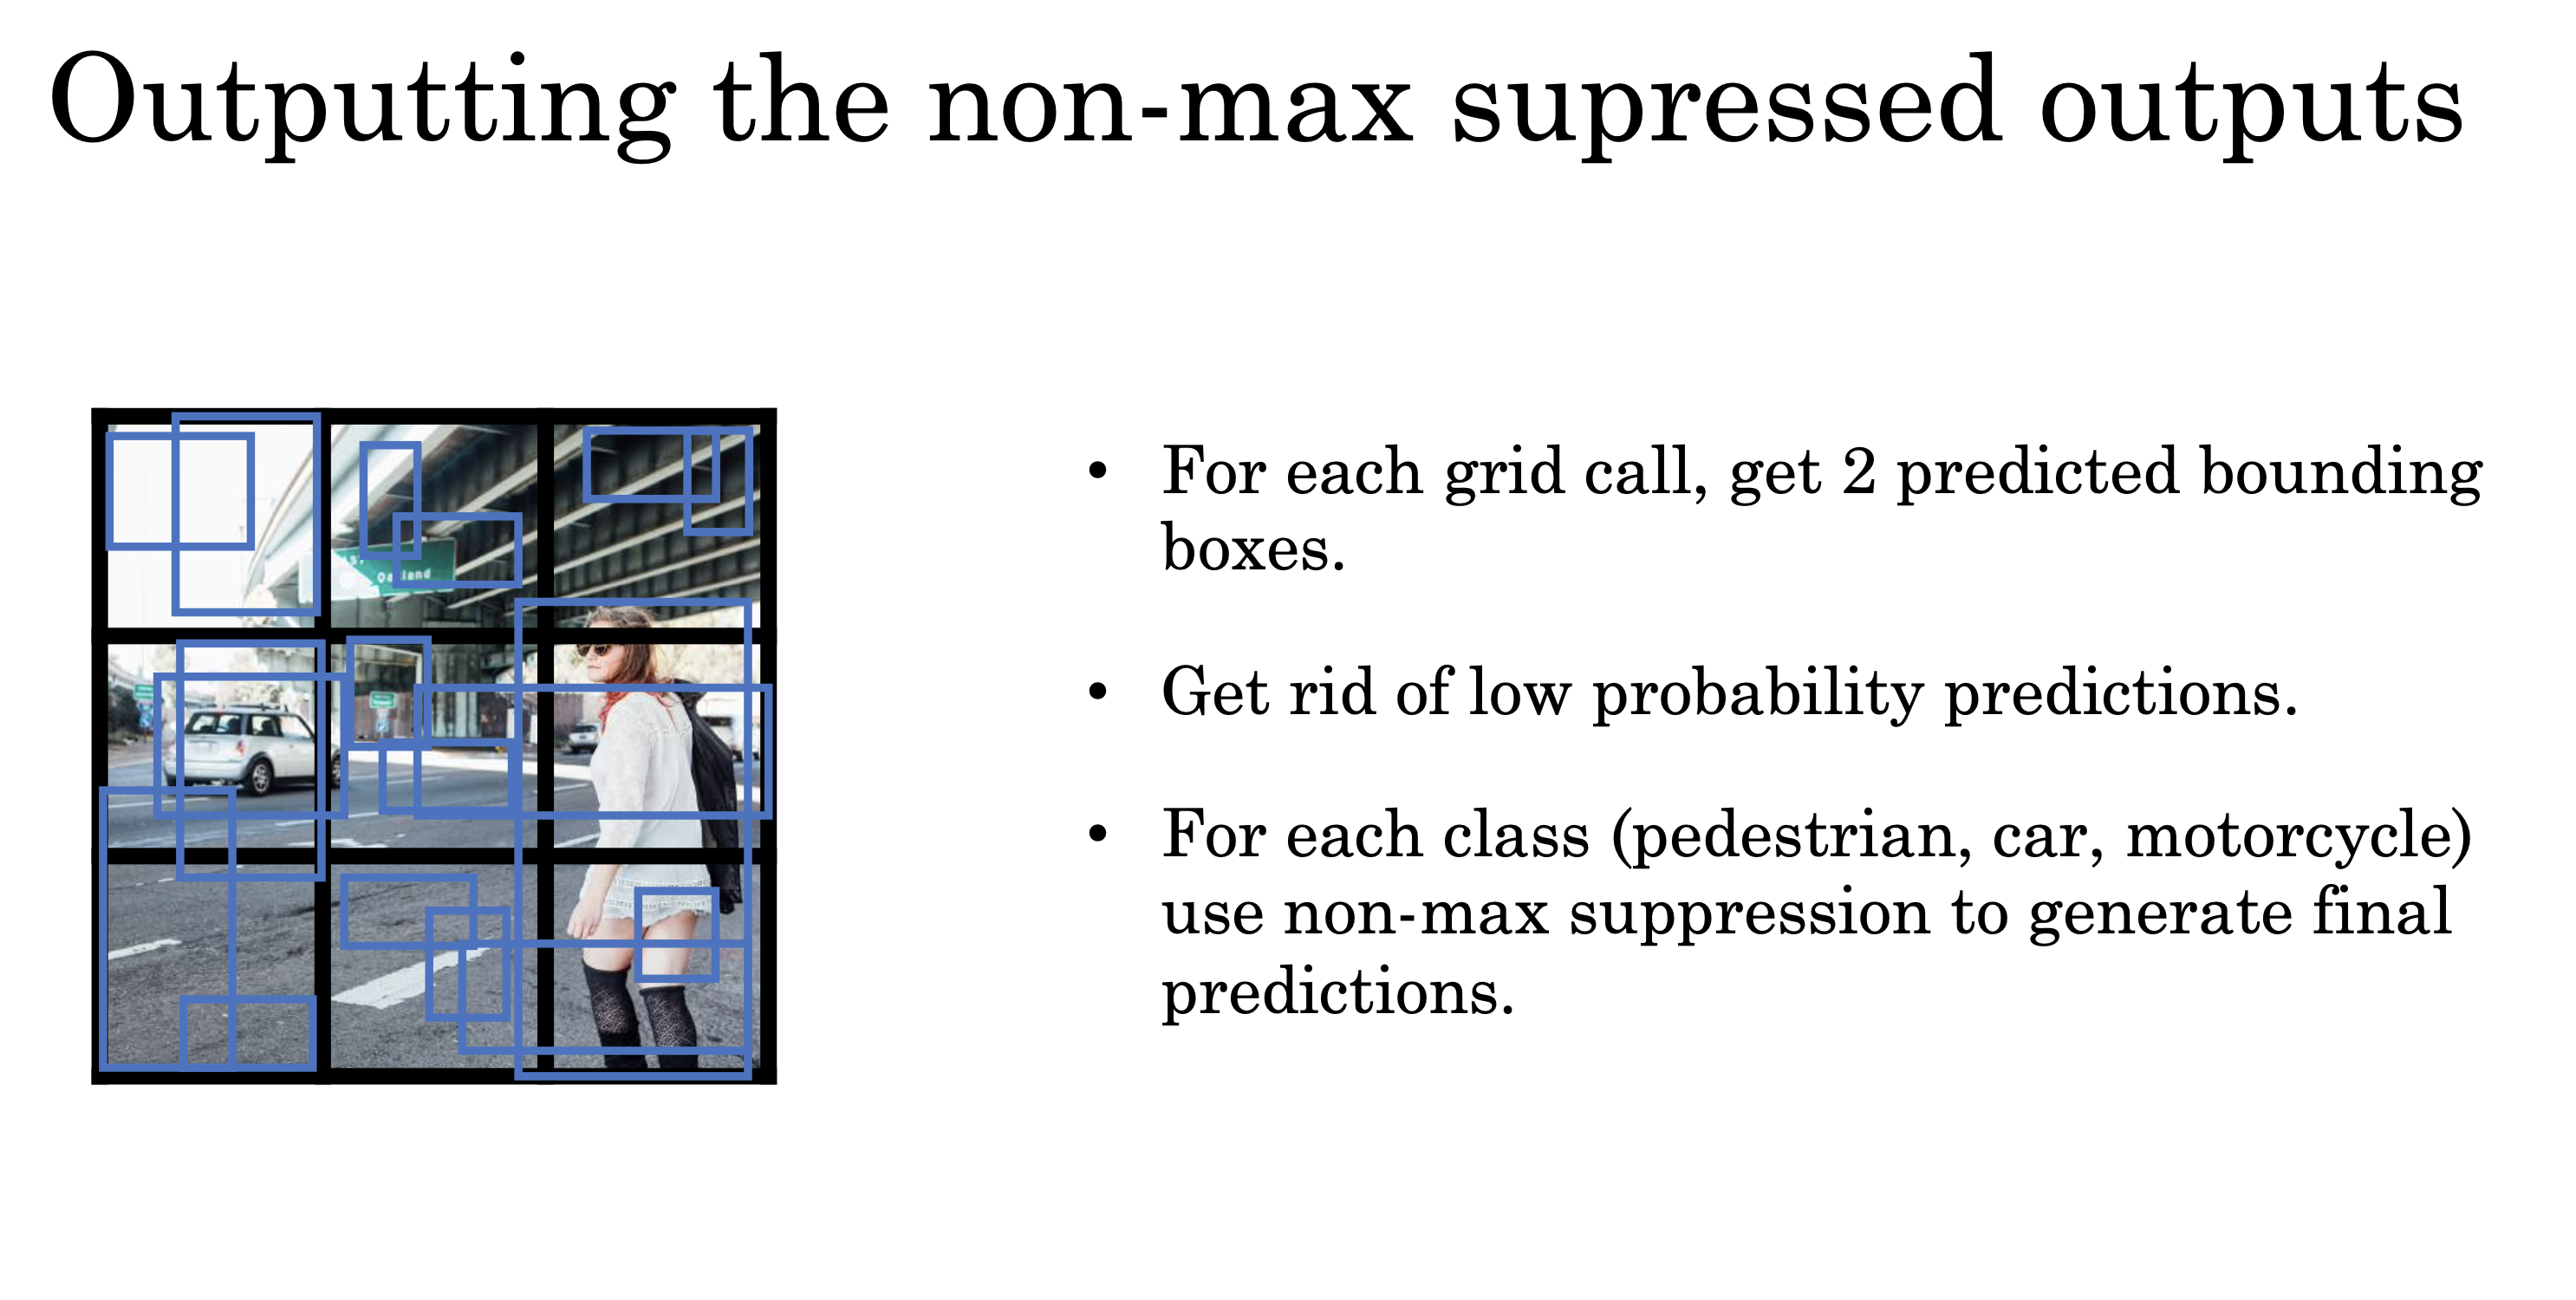 Outputting the non-max supressed outputs
Oakland
• For each grid call, get 2 predicted bounding
boxes.
• Get rid of low probability predictions.
• For each class (pedestrian, car, motorcycle)
use non-max suppression to generate final
predictions.